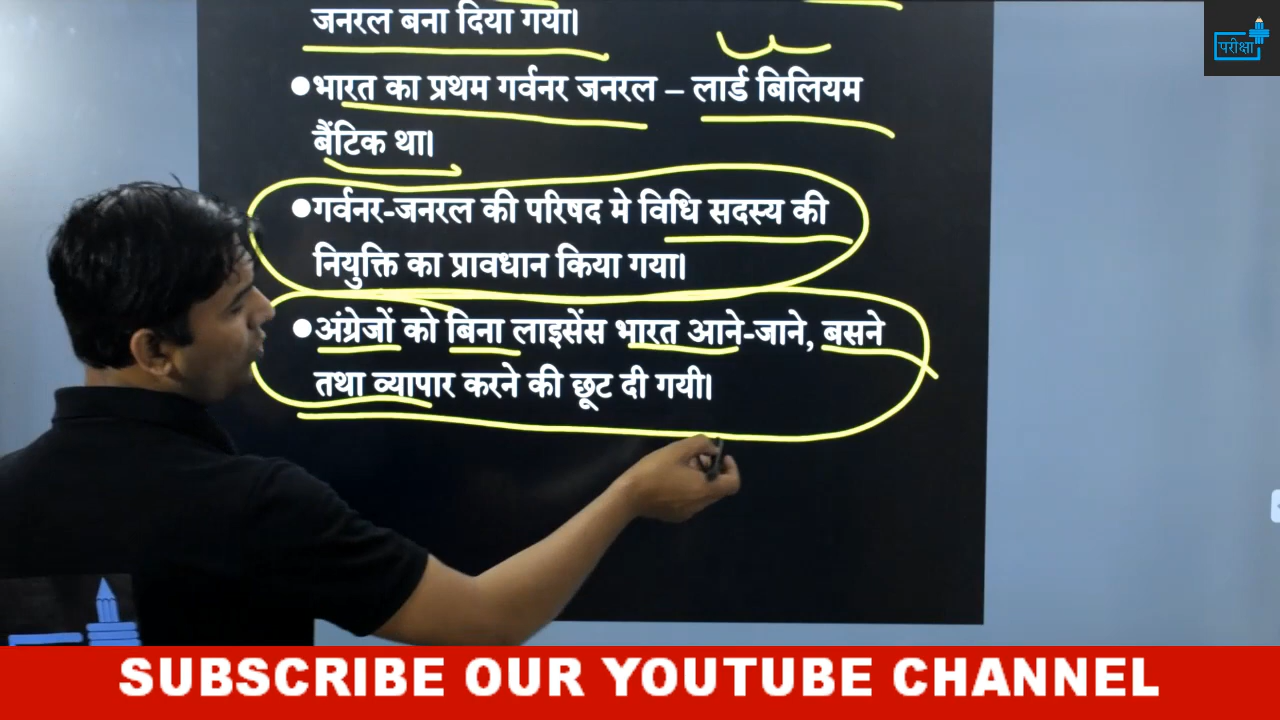 जनरल बना दिया गया।
परीक्षा
●भारत का प्रथम गर्वनर जनरल – लार्ड बिलियम
बैंटिक था।
●गर्वनर-जनरल की परिषद मे विधि सदस्य की
नियुक्ति का प्रावधान किया गया।
●अंग्रेजों को बिना लाइसेंस भारत आने-जाने, बसने
तथा व्यापार करने की छूट दी गयी।
SUBSCRIBE OUR YOUTUBE CHANNEL